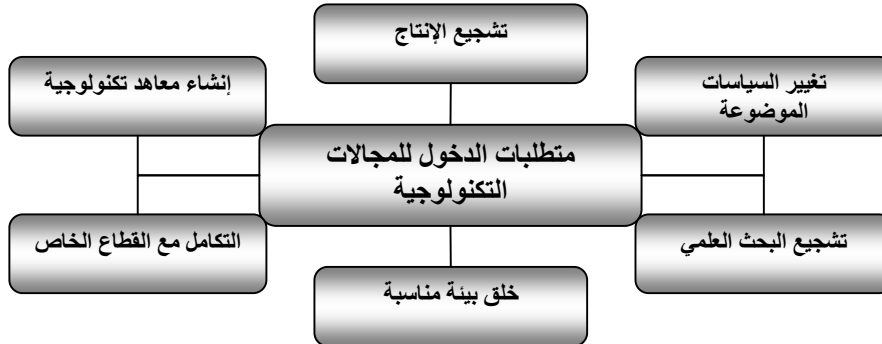 تشجيع الإنتاج
تغيير السياسات
الموضوعة
إنشاء معاهد تكنولوجية
متطلبات الدخول للمجالات
التكنولوجية
تشجيع البحث العلمي
التكامل مع القطاع الخاص
خلق بيئة مناسبة